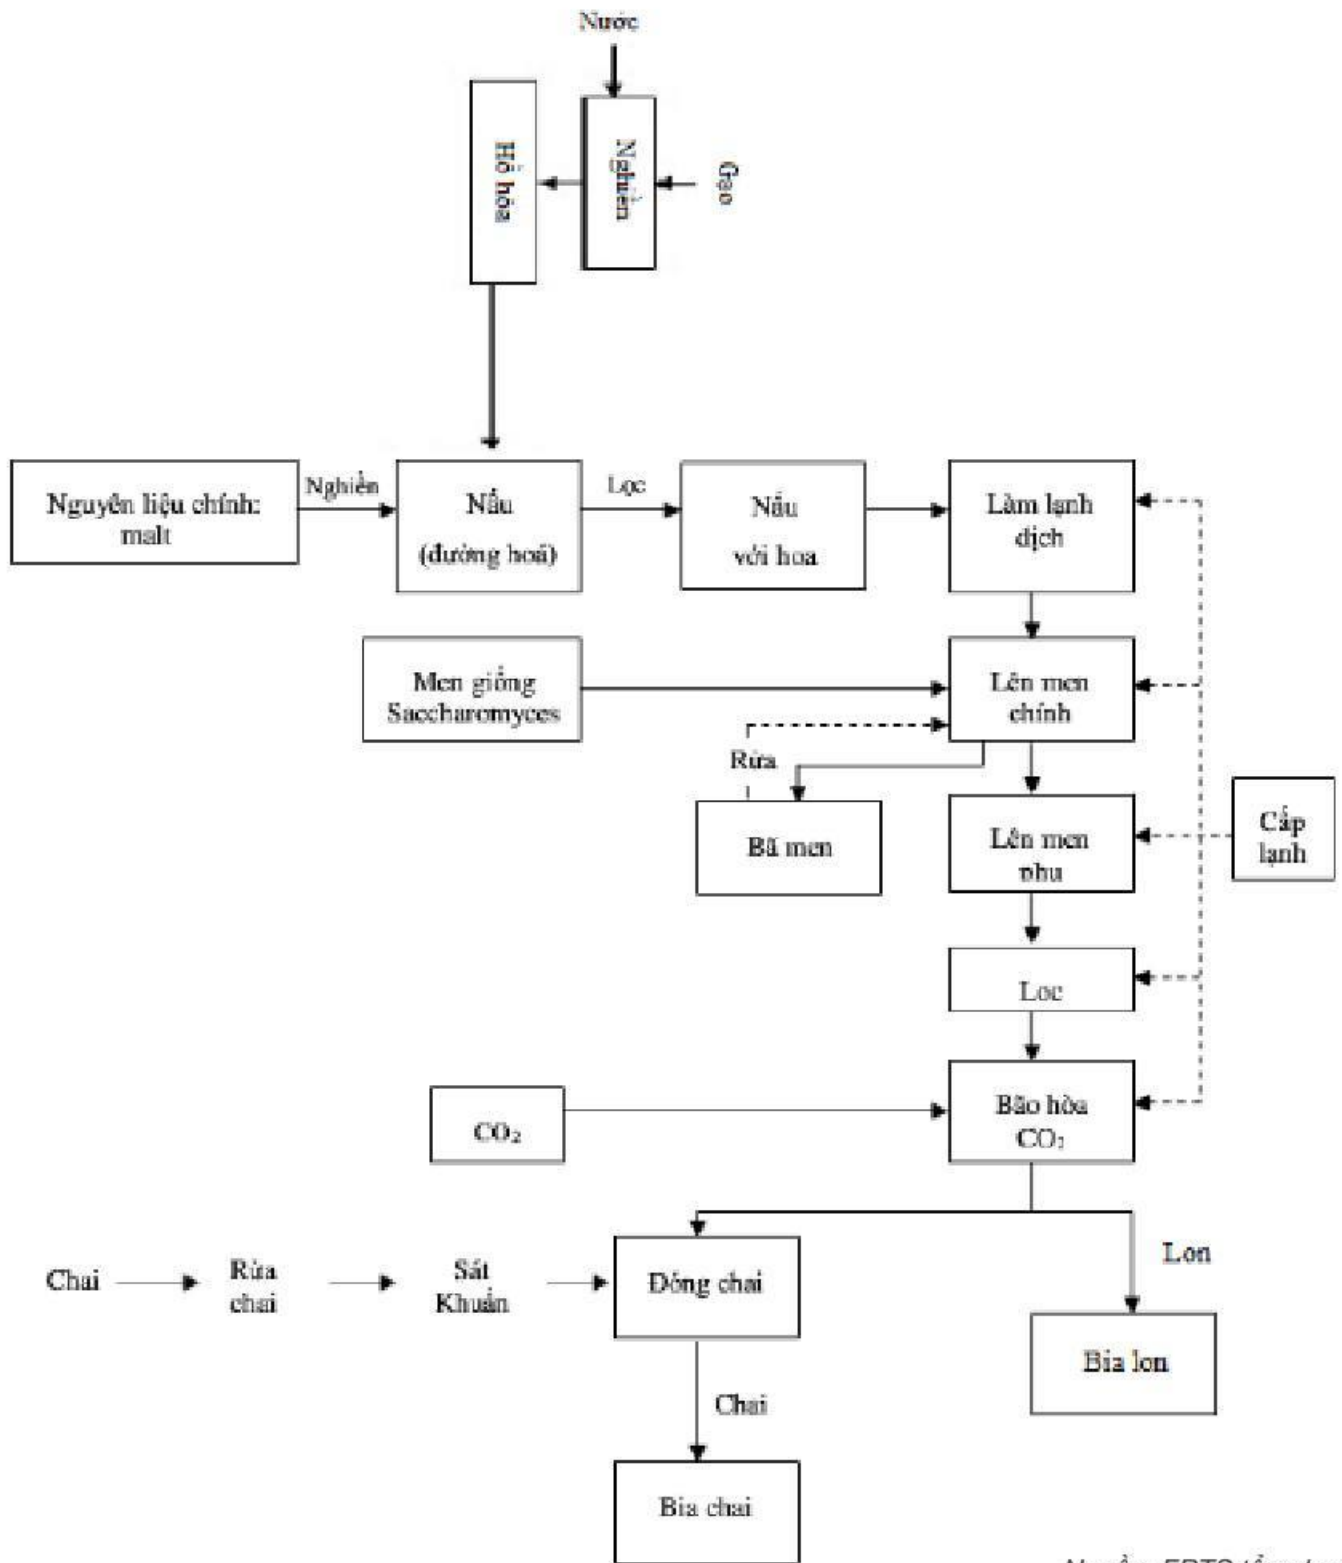 Nước
Hồ hóa
Nghiền
Gạo
Nguyên liệu chính:
malt
Nghiền
Nấu
(đường hoá)
Lọc
Nấu
với hoa
Làm lạnh
dịch
Men giống
Saccharomyces
Lên men
chính
Rửa
Bã men
Lên men
phụ
Cấp
lạnh
Lọc
CO₂
Bão hòa
CO₂
Chai
Rửa
chai
Sát
Khuẩn
Đóng chai
Lon
Bia lon
Chai
Bia chai